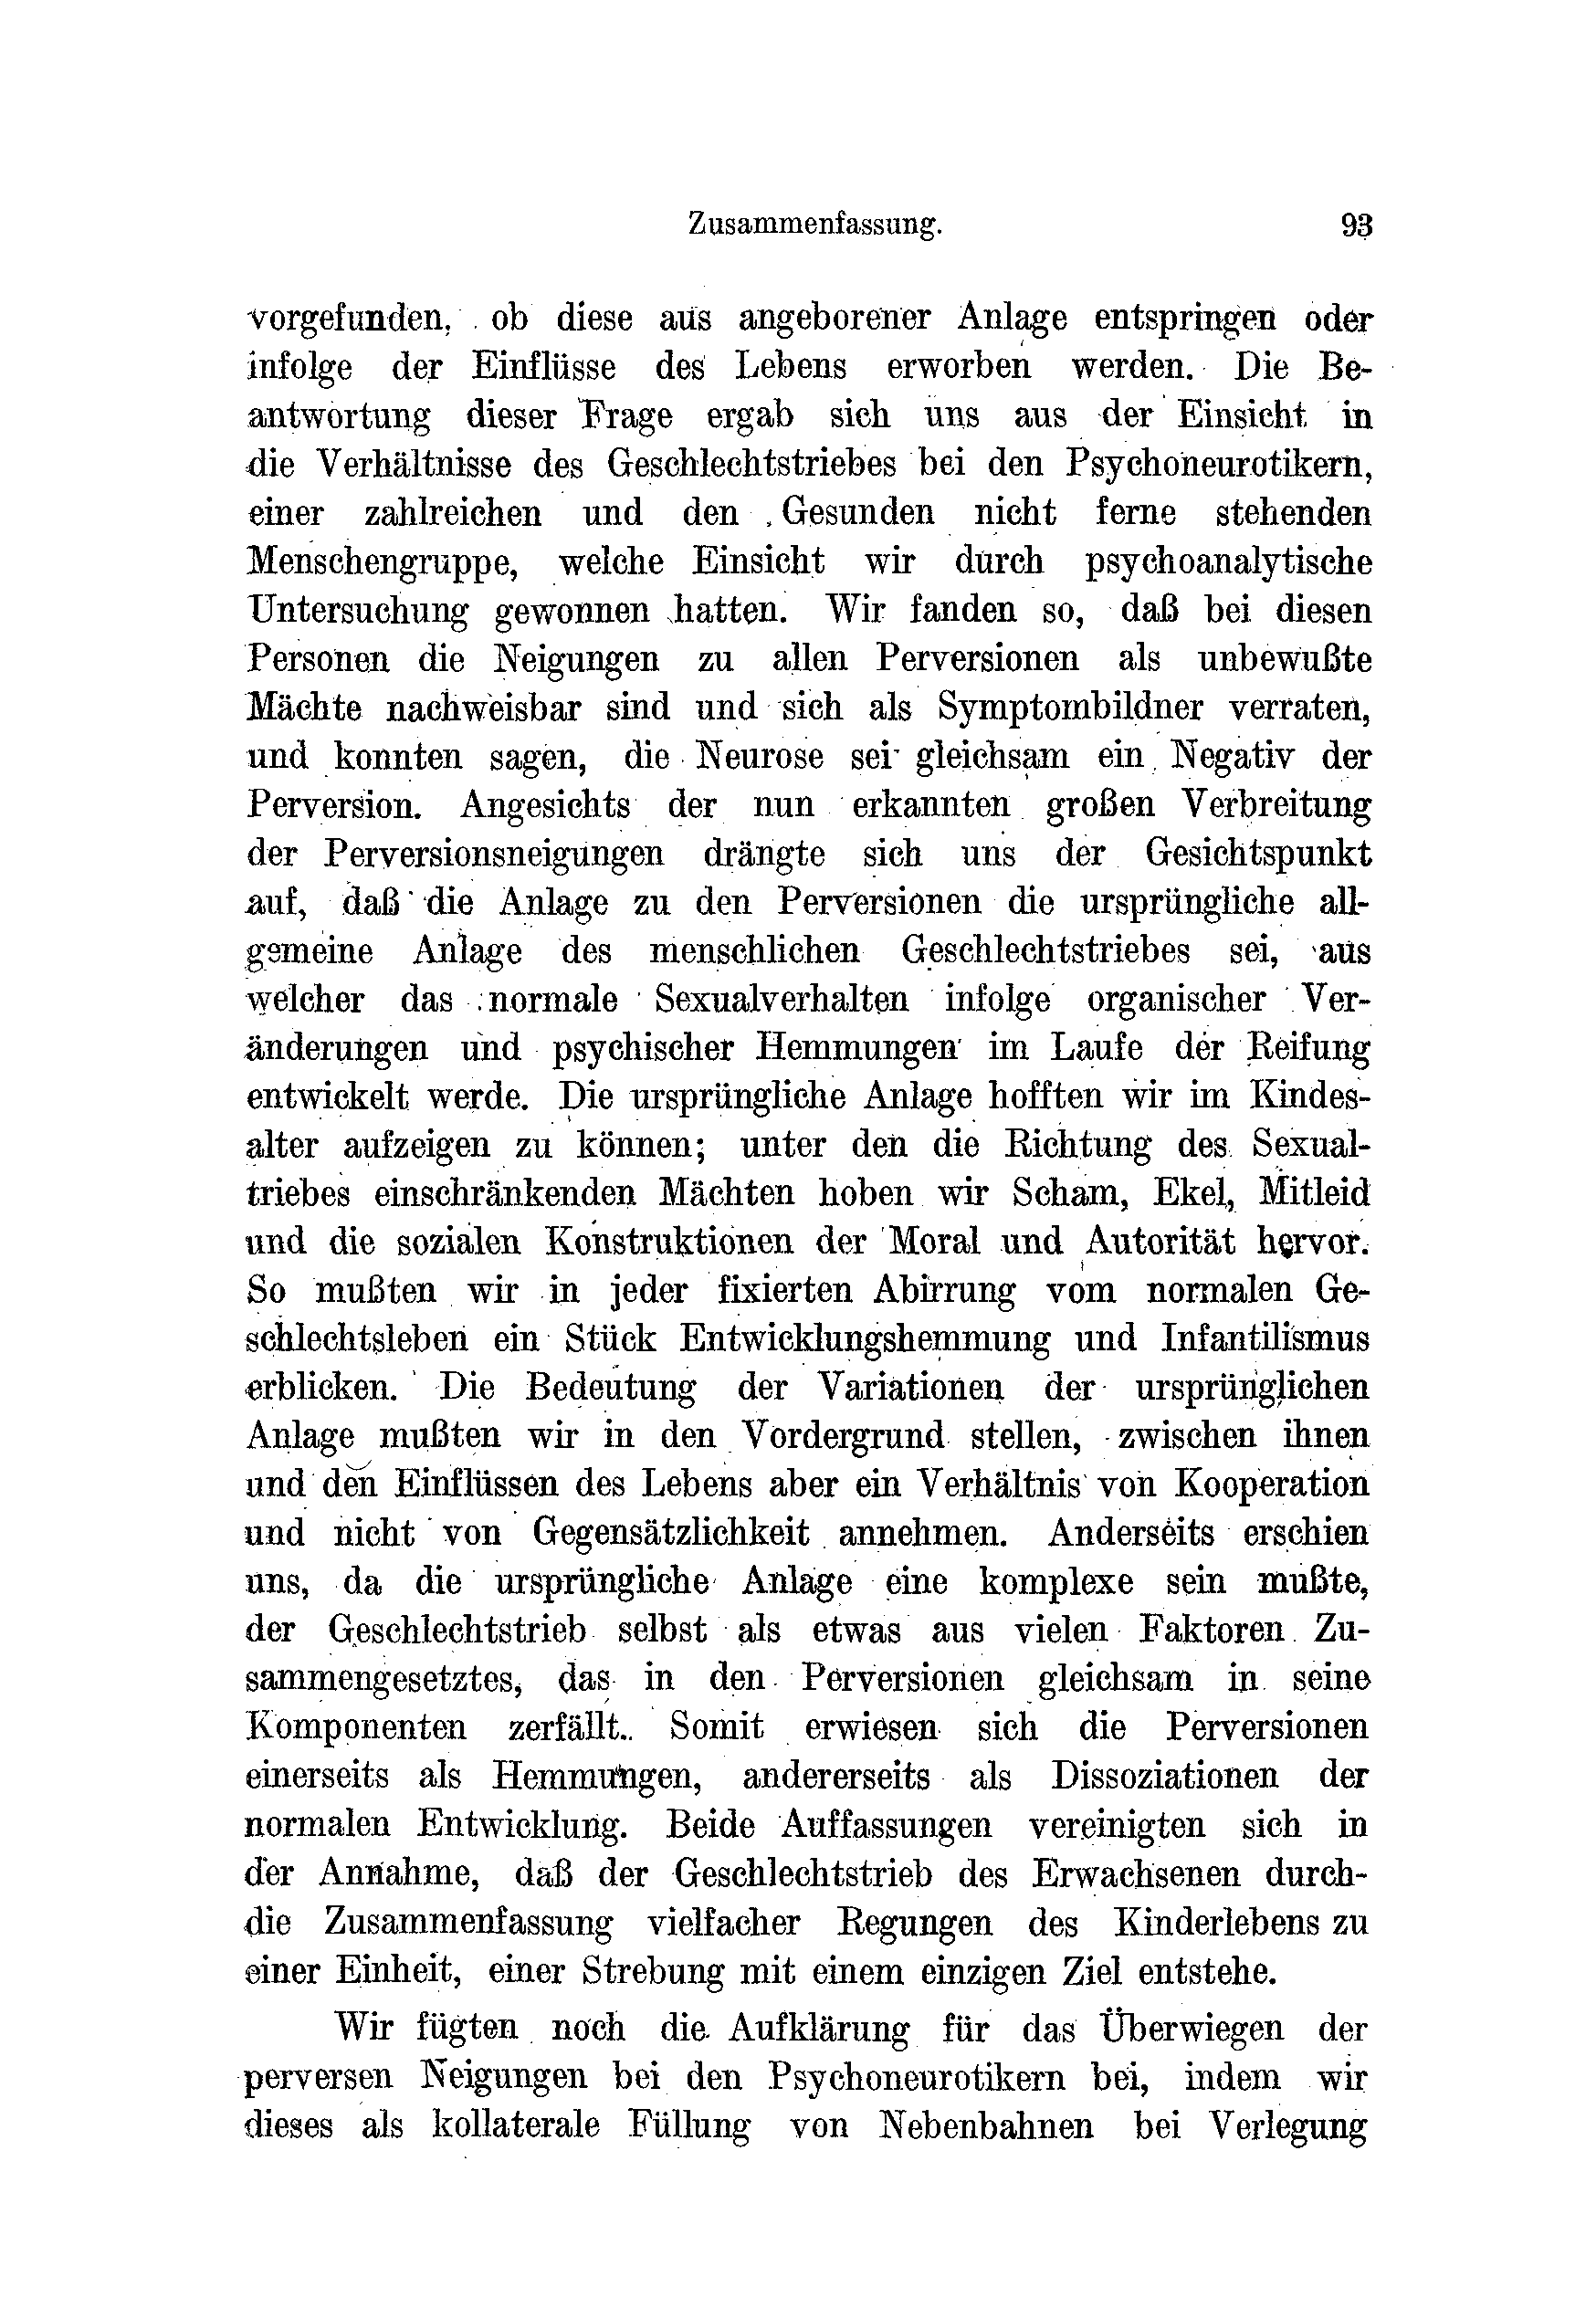 Zusammenfassung. 93
vorgefunden, ob diese aus angeborener Anlage entspringen oder
infolge der Einflüsse des Lebens erworben werden. Die Be-
antwortung dieser Frage ergab sich uns aus der Einsicht in
die Verhältnisse des Geschlechtstriebes bei den Psychoneurotikern,
einer zahlreichen und den Gesunden nicht ferne stehenden
Menschengruppe, welche Einsicht wir durch psychoanalytische
Untersuchung gewonnen hatten. Wir fanden so, daß bei diesen
Personen die Neigungen zu allen Perversionen als unbewußte
Mächte nachweisbar sind und sich als Symptombildner verraten,
und konnten sagen, die Neurose sei gleichsam ein Negativ der
Perversion. Angesichts der nun erkannten großen Verbreitung
der Perversionsneigungen drängte sich uns der Gesichtspunkt
auf, daß die Anlage zu den Perversionen die ursprüngliche all-
gemeine Anlage des menschlichen Geschlechtstriebes sei, aus
welcher das normale Sexualverhalten infolge organischer Ver-
änderungen und psychischer Hemmungen im Laufe der Reifung
entwickelt werde. Die ursprüngliche Anlage hofften wir im Kindes-
alter aufzeigen zu können; unter den die Richtung des Sexual-
triebes einschränkenden Mächten hoben wir Scham, Ekel, Mitleid
und die sozialen Konstruktionen der Moral und Autorität hervor.
So mußten wir in jeder fixierten Abirrung vom normalen Ge-
schlechtsleben ein Stück Entwicklungshemmung und Infantilismus
erblicken. Die Bedeutung der Variationen der ursprünglichen
Anlage mußten wir in den Vordergrund stellen, zwischen ihnen
und den Einflüssen des Lebens aber ein Verhältnis von Kooperation
und nicht von Gegensätzlichkeit annehmen. Anderseits erschien
uns, da die ursprüngliche Anlage eine komplexe sein mußte,
der Geschlechtstrieb selbst als etwas aus vielen Faktoren Zu-
sammengesetztes, das in den Perversionen gleichsam in seine
Komponenten zerfällt. Somit erwiesen sich die Perversionen
einerseits als Hemmungen, andererseits als Dissoziationen der
normalen Entwicklung. Beide Auffassungen vereinigten sich in
der Annahme, daß der Geschlechtstrieb des Erwachsenen durch-
die Zusammenfassung vielfacher Regungen des Kinderlebens zu
einer Einheit, einer Strebung mit einem einzigen Ziel entstehe.
Wir fügten noch die Aufklärung für das Überwiegen der
perversen Neigungen bei den Psychoneurotikern bei, indem wir
dieses als kollaterale Füllung von Nebenbahnen bei Verlegung